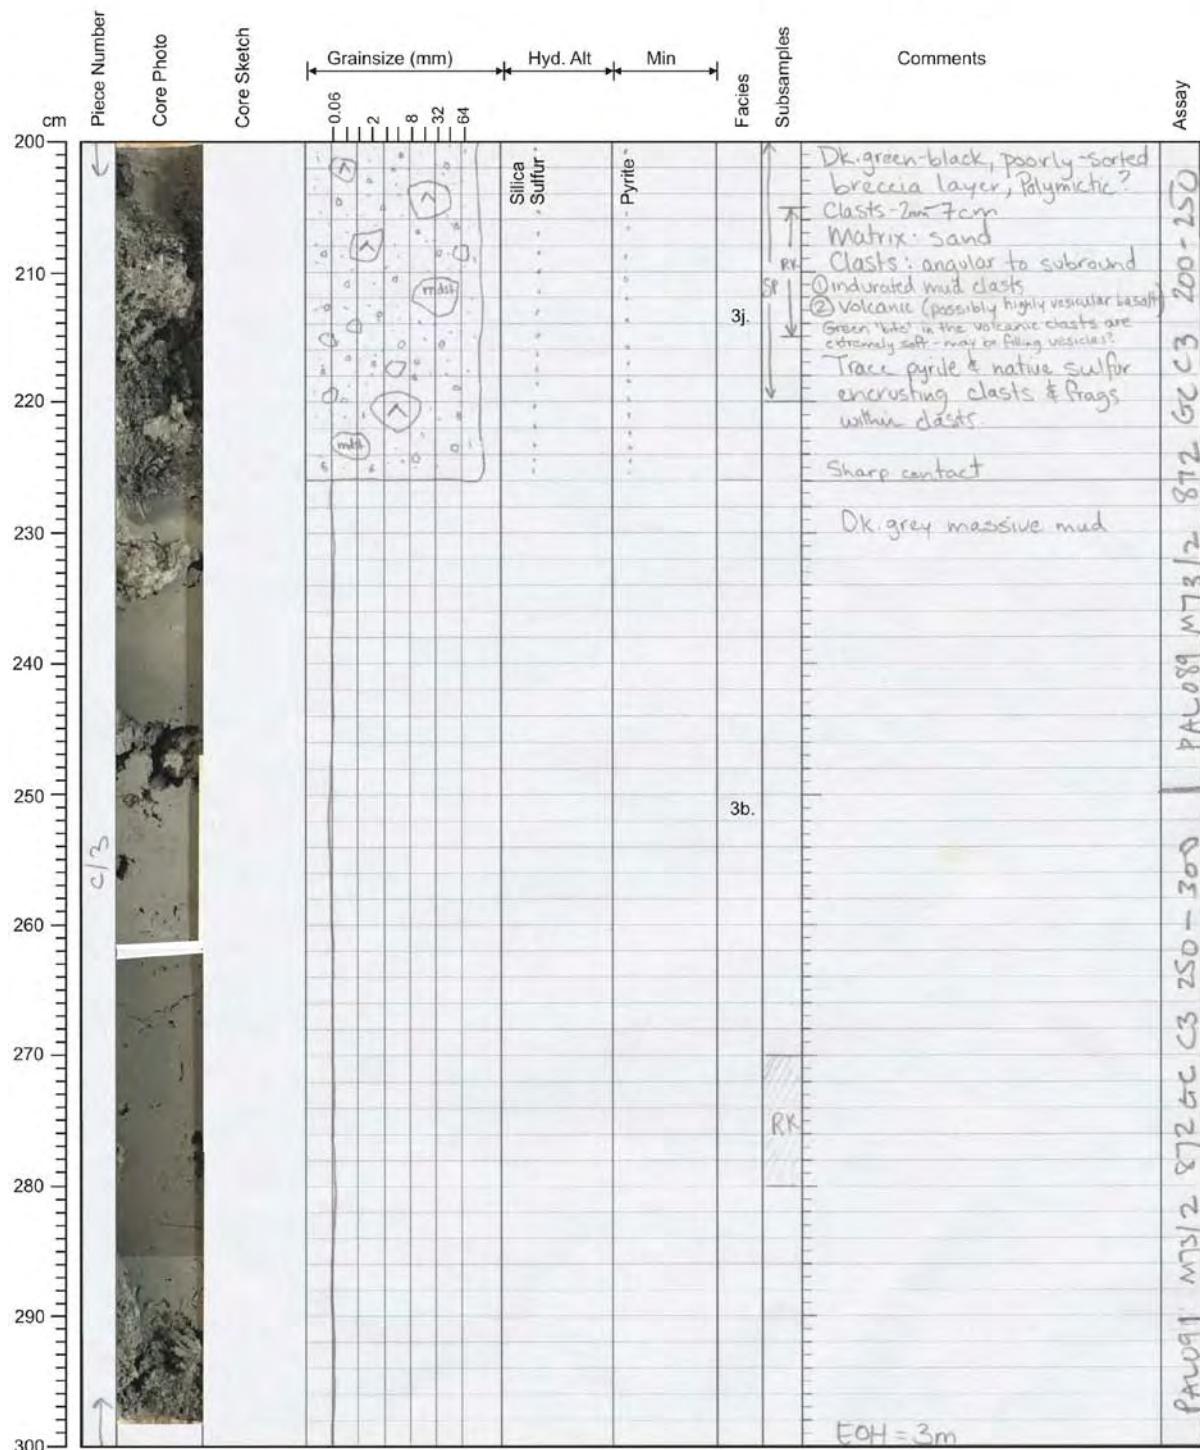 cm
Piece Number
Core Photo
Core Sketch
Grainsize (mm)
Hyd. Alt
Min
Facies
Subsamples
Comments
Assay
0.06
2
8
32
64
200
210
220
230
240
250
260
270
280
290
300
c/3
mdst
mdst
Silica
Sulfur
Pyrite
3j.
3b.
RK
SP
RK
Dk. green-black, poorly-sorted
breccia layer, Polymictic?
Clasts - 2mm - 7cm
Matrix: sand
Clasts: angular to subround
① indurated mud clasts
② Volcanic (possibly highly vesicular basalt)
Green 'bits' in the volcanic clasts are
extremely soft - may be filling vesicles?
Trace pyrite & native sulfur
encrusting clasts & frags
within clasts.
Sharp contact
Dk. grey massive mud
EOH = 3m
PAL089 M73/2 872 GC C3 200-250
PAL091 M73/2 872 GC C3 250-300